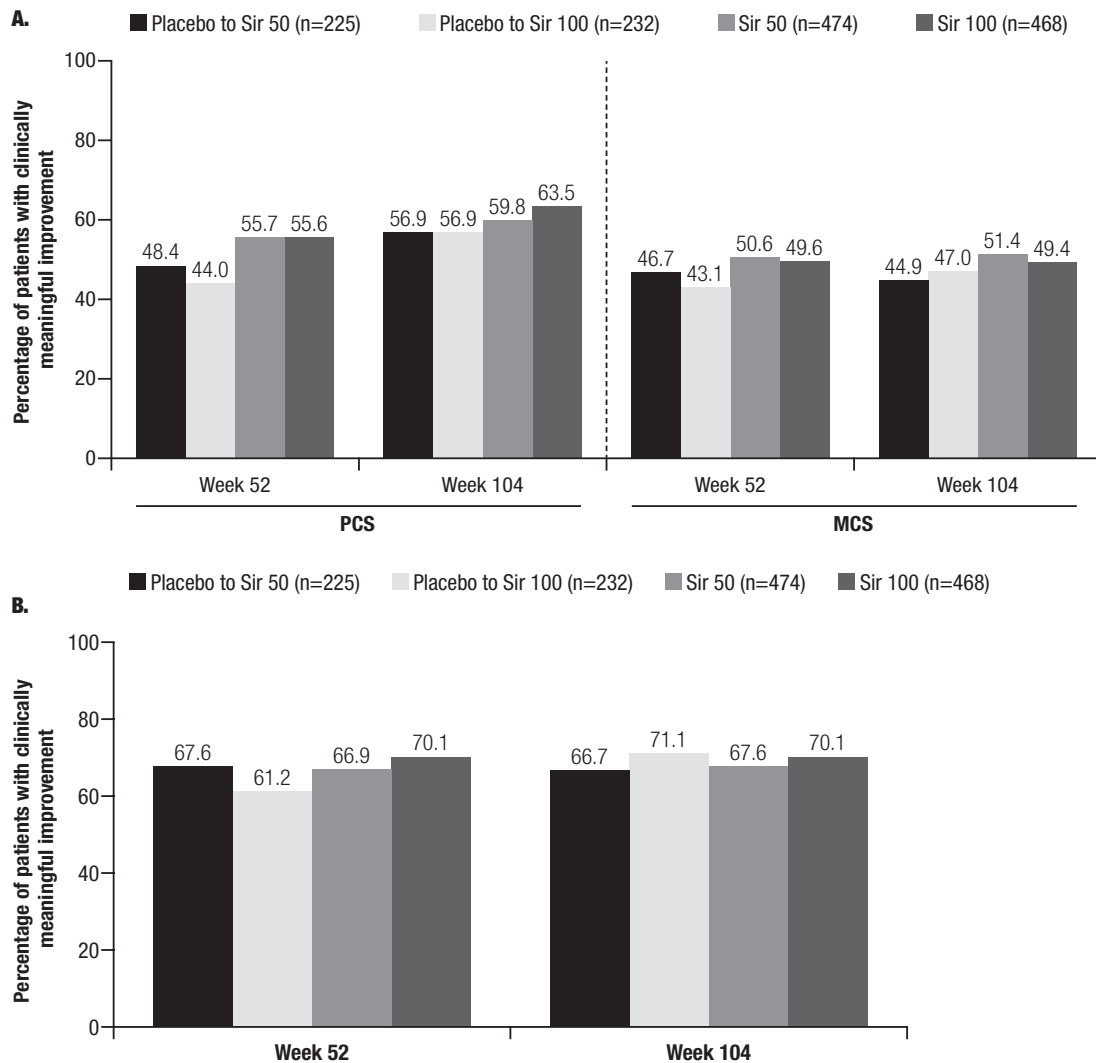 A.
Placebo to Sir 50 (n=225) Placebo to Sir 100 (n=232) Sir 50 (n=474) Sir 100 (n=468)
Percentage of patients with clinically
meaningful improvement
100
80
60
40
20
0
48.4 44.0 55.7 55.6 56.9 56.9 59.8 63.5 46.7 43.1 50.6 49.6 44.9 47.0 51.4 49.4
Week 52 Week 104 Week 52 Week 104
PCS MCS
Placebo to Sir 50 (n=225) Placebo to Sir 100 (n=232) Sir 50 (n=474) Sir 100 (n=468)
B.
Percentage of patients with clinically
meaningful improvement
100
80
60
40
20
0
67.6 61.2 66.9 70.1 66.7 71.1 67.6 70.1
Week 52 Week 104